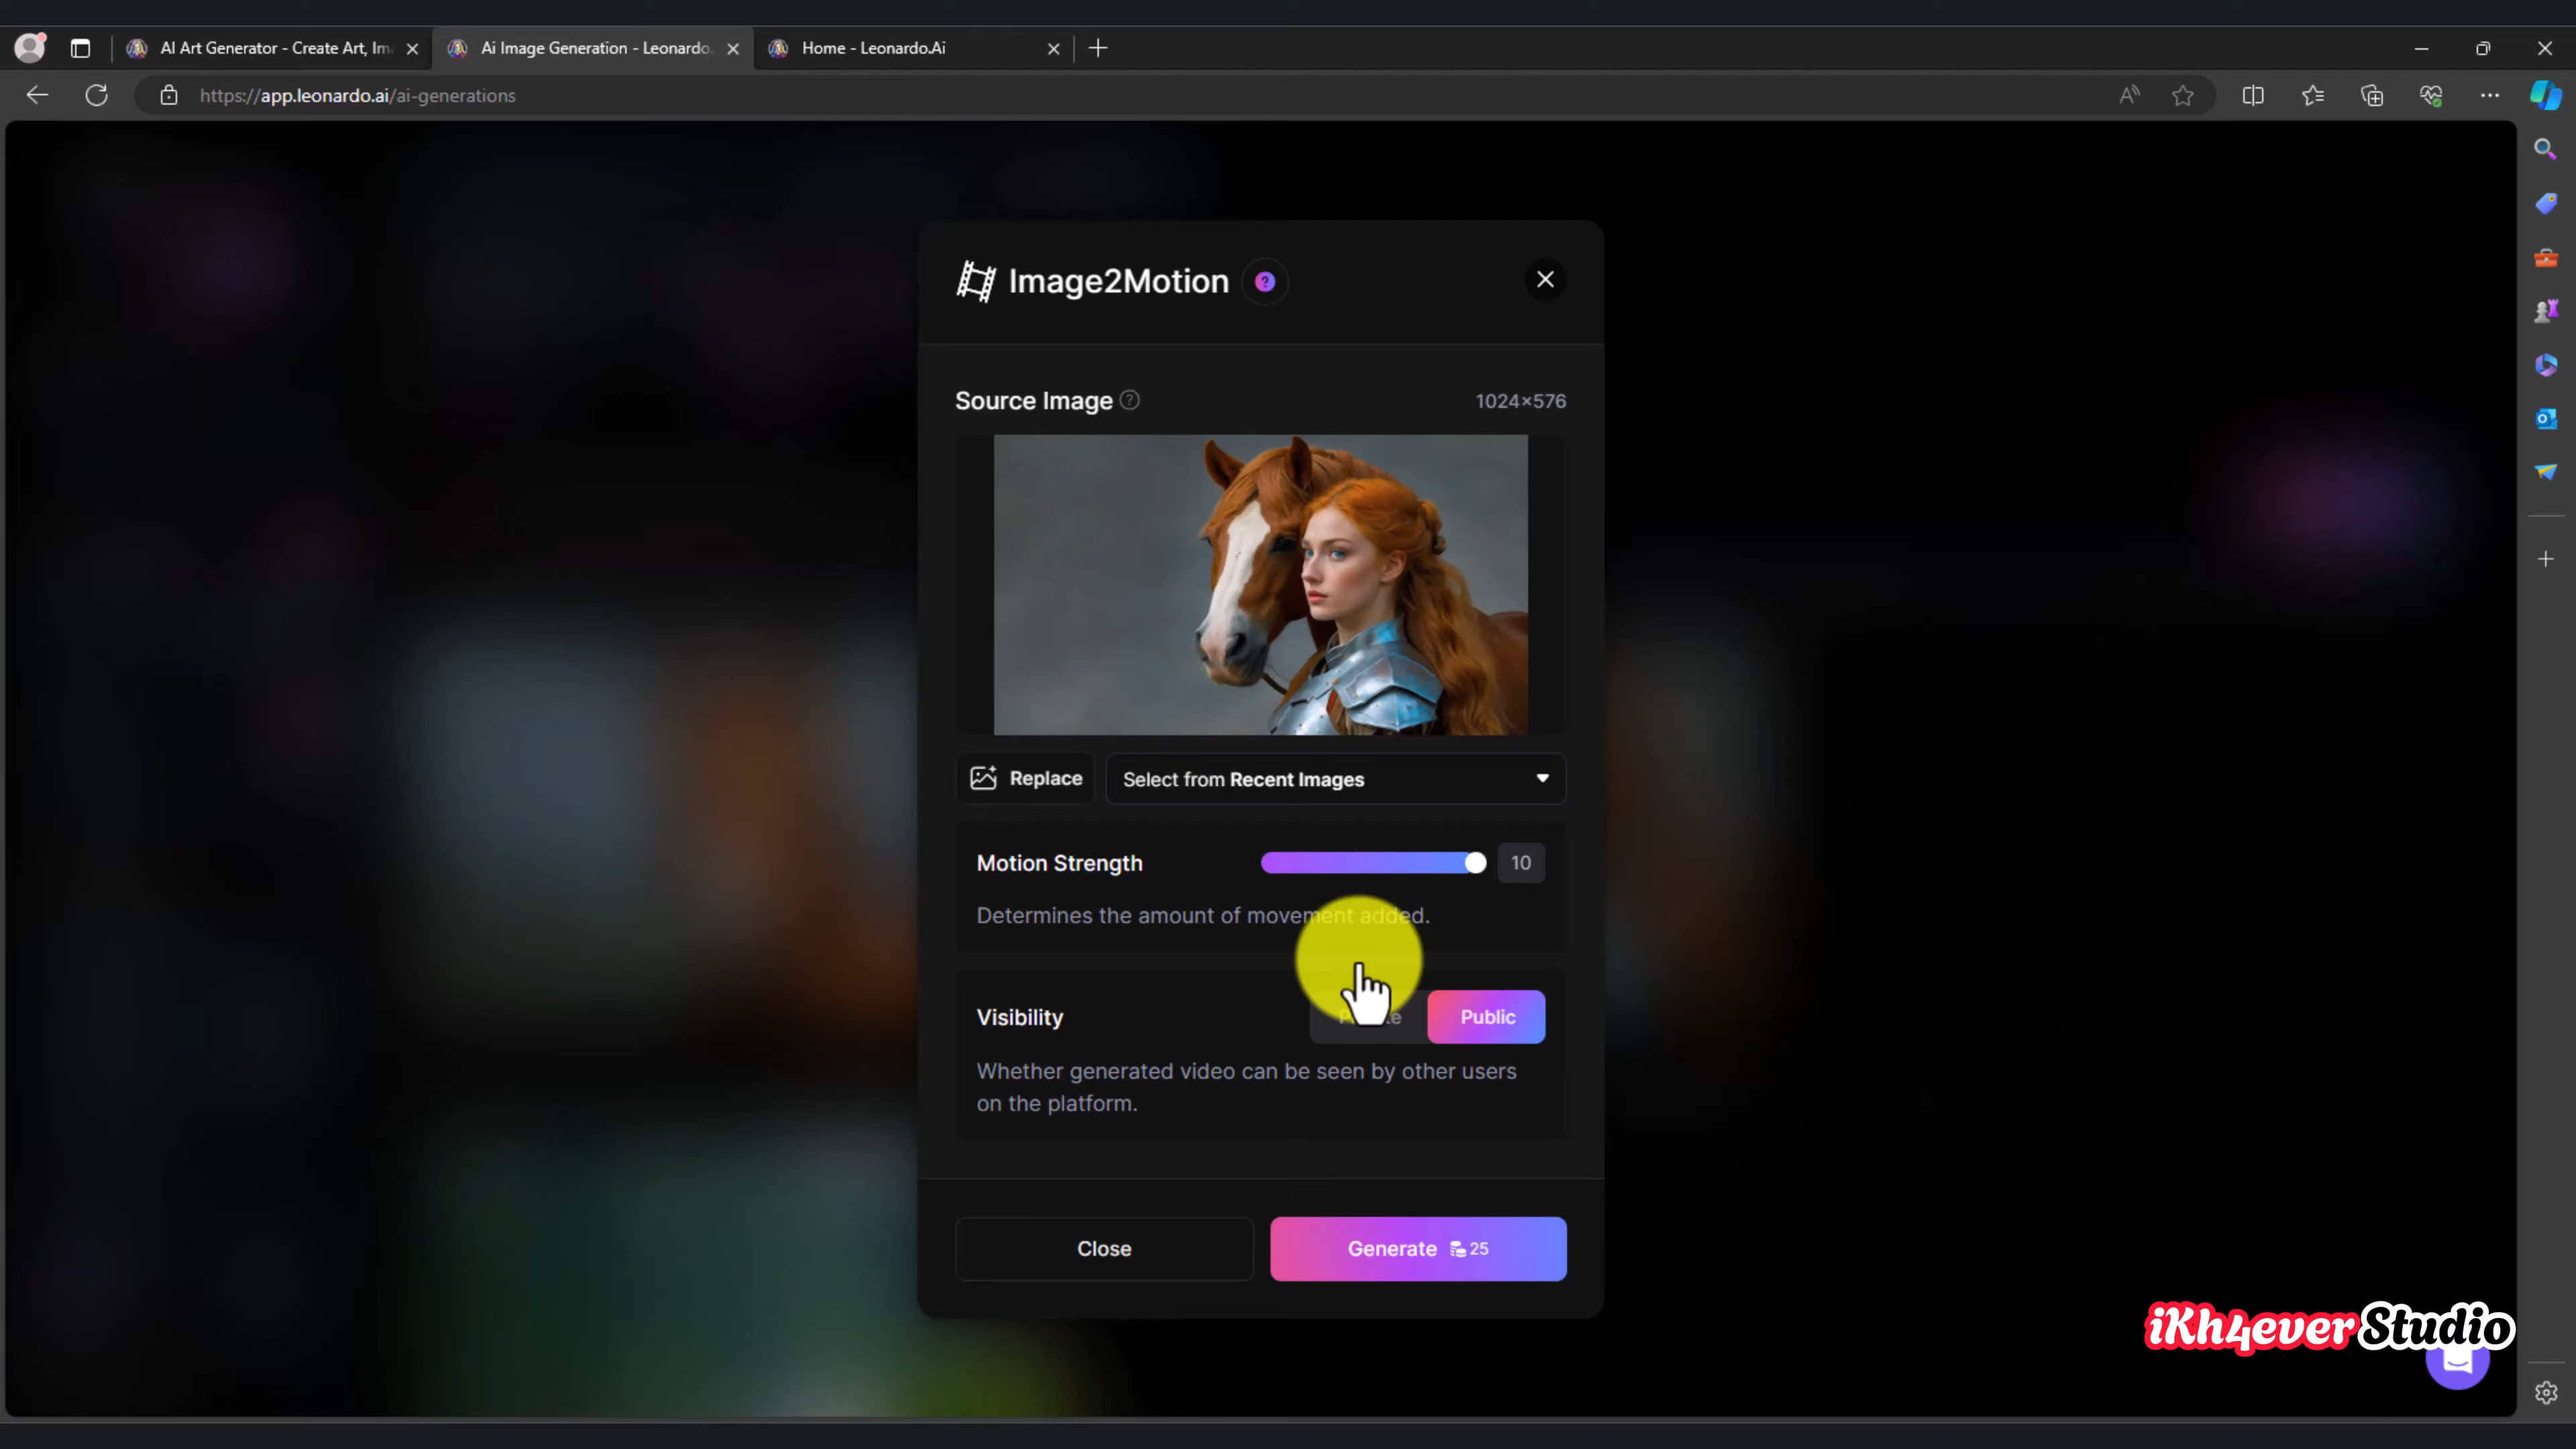 AI Art Generator - Create Art, Im
Ai Image Generation - Leonardo.
Home - Leonardo.Ai
https://app.leonardo.ai/ai-generations
Image2Motion ?
Source Image ? 1024×576
Replace
Select from Recent Images
Motion Strength 10
Determines the amount of movement added.
Visibility Public
Whether generated video can be seen by other users
on the platform.
Close
Generate 25
iKh4ever Studio